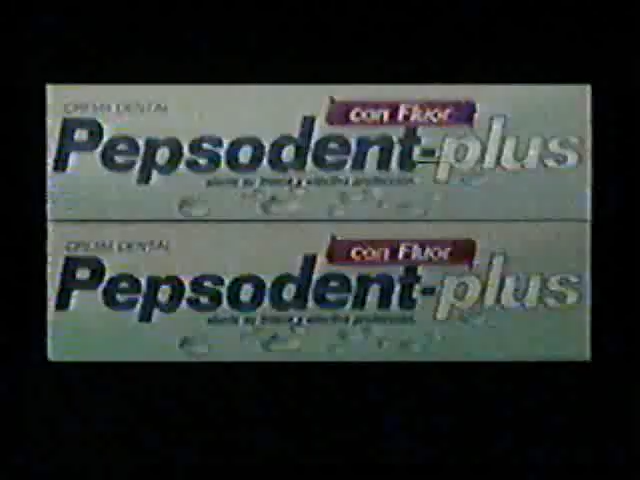 CREMA DENTAL
con Fluor
Pepsodent-plus
CREMA DENTAL
con Fluor
Pepsodent-plus